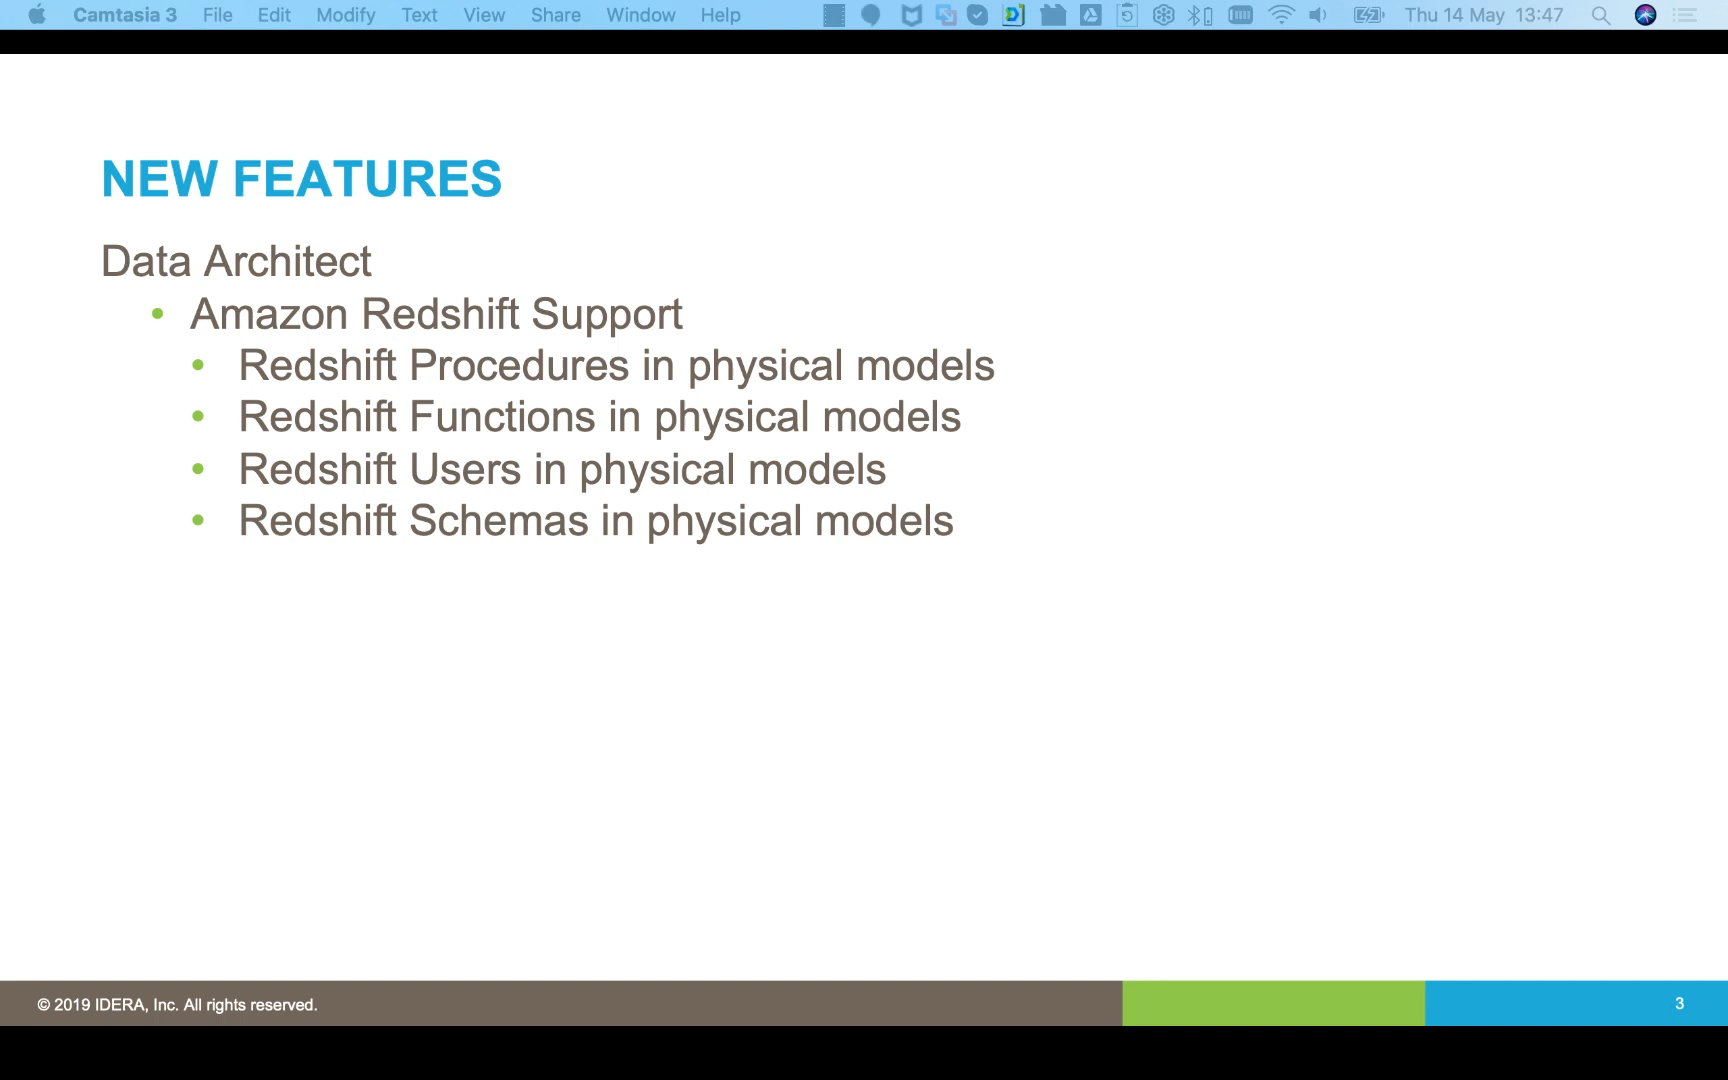 Camtasia 3 File Edit Modify Text View Share Window Help Thu 14 May 13:47
NEW FEATURES
Data Architect
• Amazon Redshift Support
• Redshift Procedures in physical models
• Redshift Functions in physical models
• Redshift Users in physical models
• Redshift Schemas in physical models
© 2019 IDERA, Inc. All rights reserved.
3